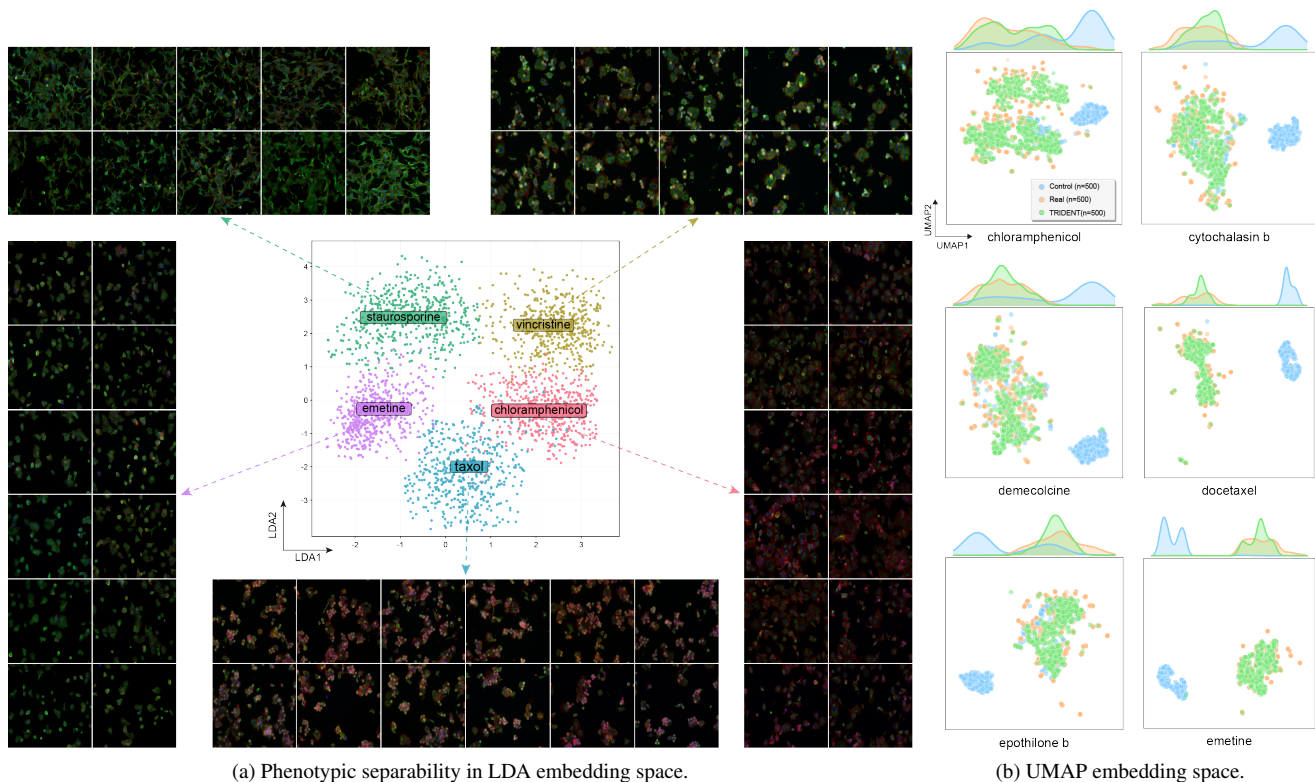 staurosporine
vincristine
emetine
chloramphenicol
taxol
4
3
2
1
0
-1
-2
-3
-2
-1
0
1
2
3
LDA2
LDA1
(a) Phenotypic separability in LDA embedding space.
Control (n=500)
Real (n=500)
TRIDENT(n=500)
UMAP2
UMAP1
chloramphenicol
cytochalasin b
demecolcine
docetaxel
epothilone b
emetine
(b) UMAP embedding space.